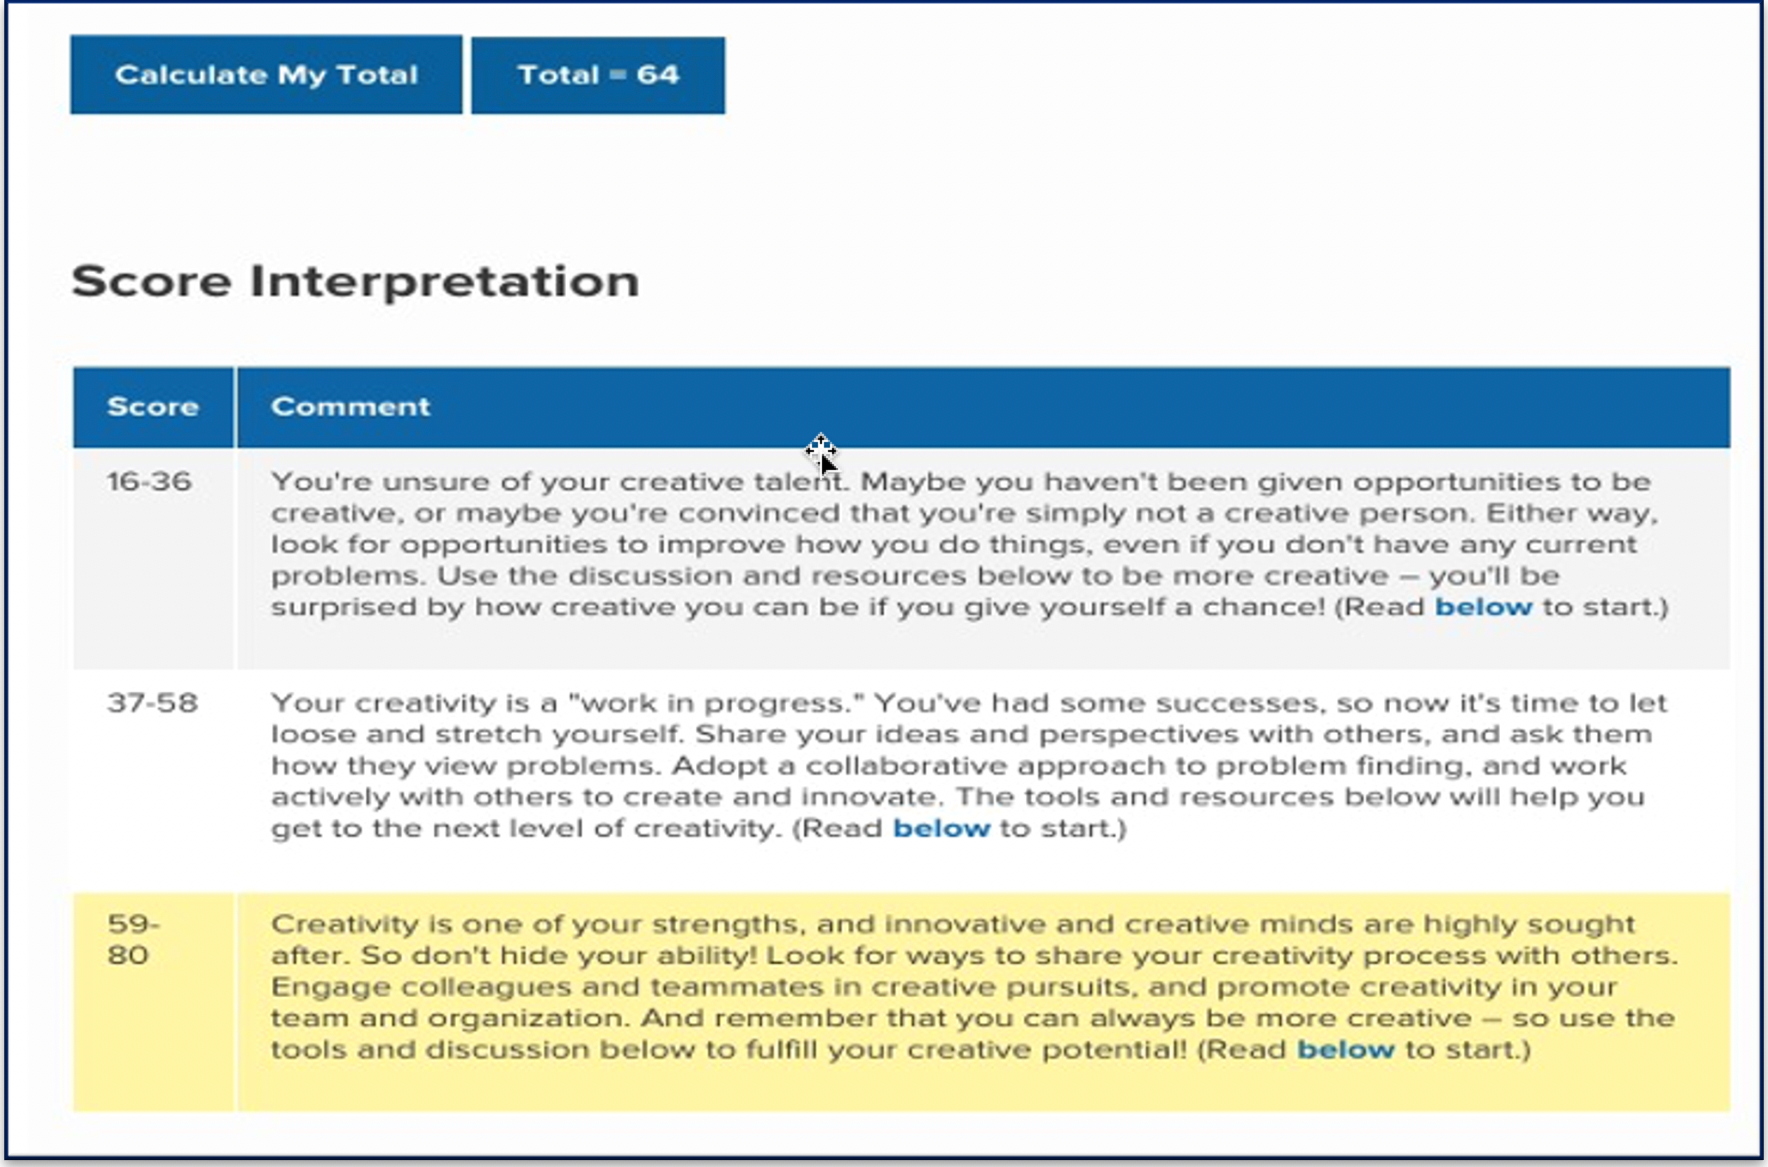 Calculate My Total
Total = 64
Score Interpretation
Score
Comment
16-36
You're unsure of your creative talent. Maybe you haven't been given opportunities to be
creative, or maybe you're convinced that you're simply not a creative person. Either way,
look for opportunities to improve how you do things, even if you don't have any current
problems. Use the discussion and resources below to be more creative – you'll be
surprised by how creative you can be if you give yourself a chance! (Read below to start.)
37-58
Your creativity is a "work in progress." You've had some successes, so now it's time to let
loose and stretch yourself. Share your ideas and perspectives with others, and ask them
how they view problems. Adopt a collaborative approach to problem finding, and work
actively with others to create and innovate. The tools and resources below will help you
get to the next level of creativity. (Read below to start.)
59-
80
Creativity is one of your strengths, and innovative and creative minds are highly sought
after. So don't hide your ability! Look for ways to share your creativity process with others.
Engage colleagues and teammates in creative pursuits, and promote creativity in your
team and organization. And remember that you can always be more creative – so use the
tools and discussion below to fulfill your creative potential! (Read below to start.)